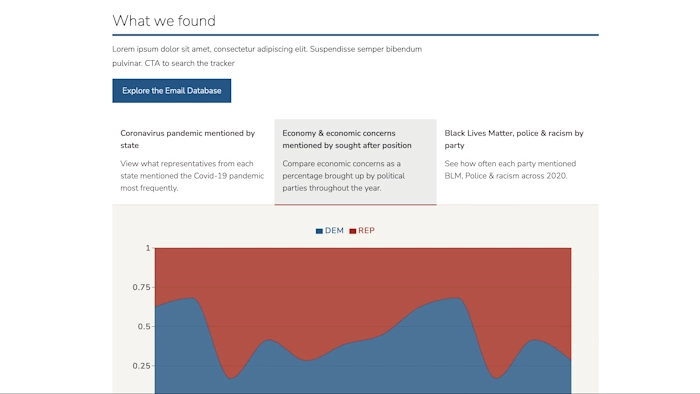 What we found
Lorem ipsum dolor sit amet, consectetur adipiscing elit. Suspendisse semper bibendum
pulvinar. CTA to search the tracker
Explore the Email Database
Coronavirus pandemic mentioned by
state
View what representatives from each
state mentioned the Covid-19 pandemic
most frequently.
Economy & economic concerns
mentioned by sought after position
Compare economic concerns as a
percentage brought up by political
parties throughout the year.
Black Lives Matter, police & racism by
party
See how often each party mentioned
BLM, Police & racism across 2020.
DEM REP
1
0.75
0.5
0.25